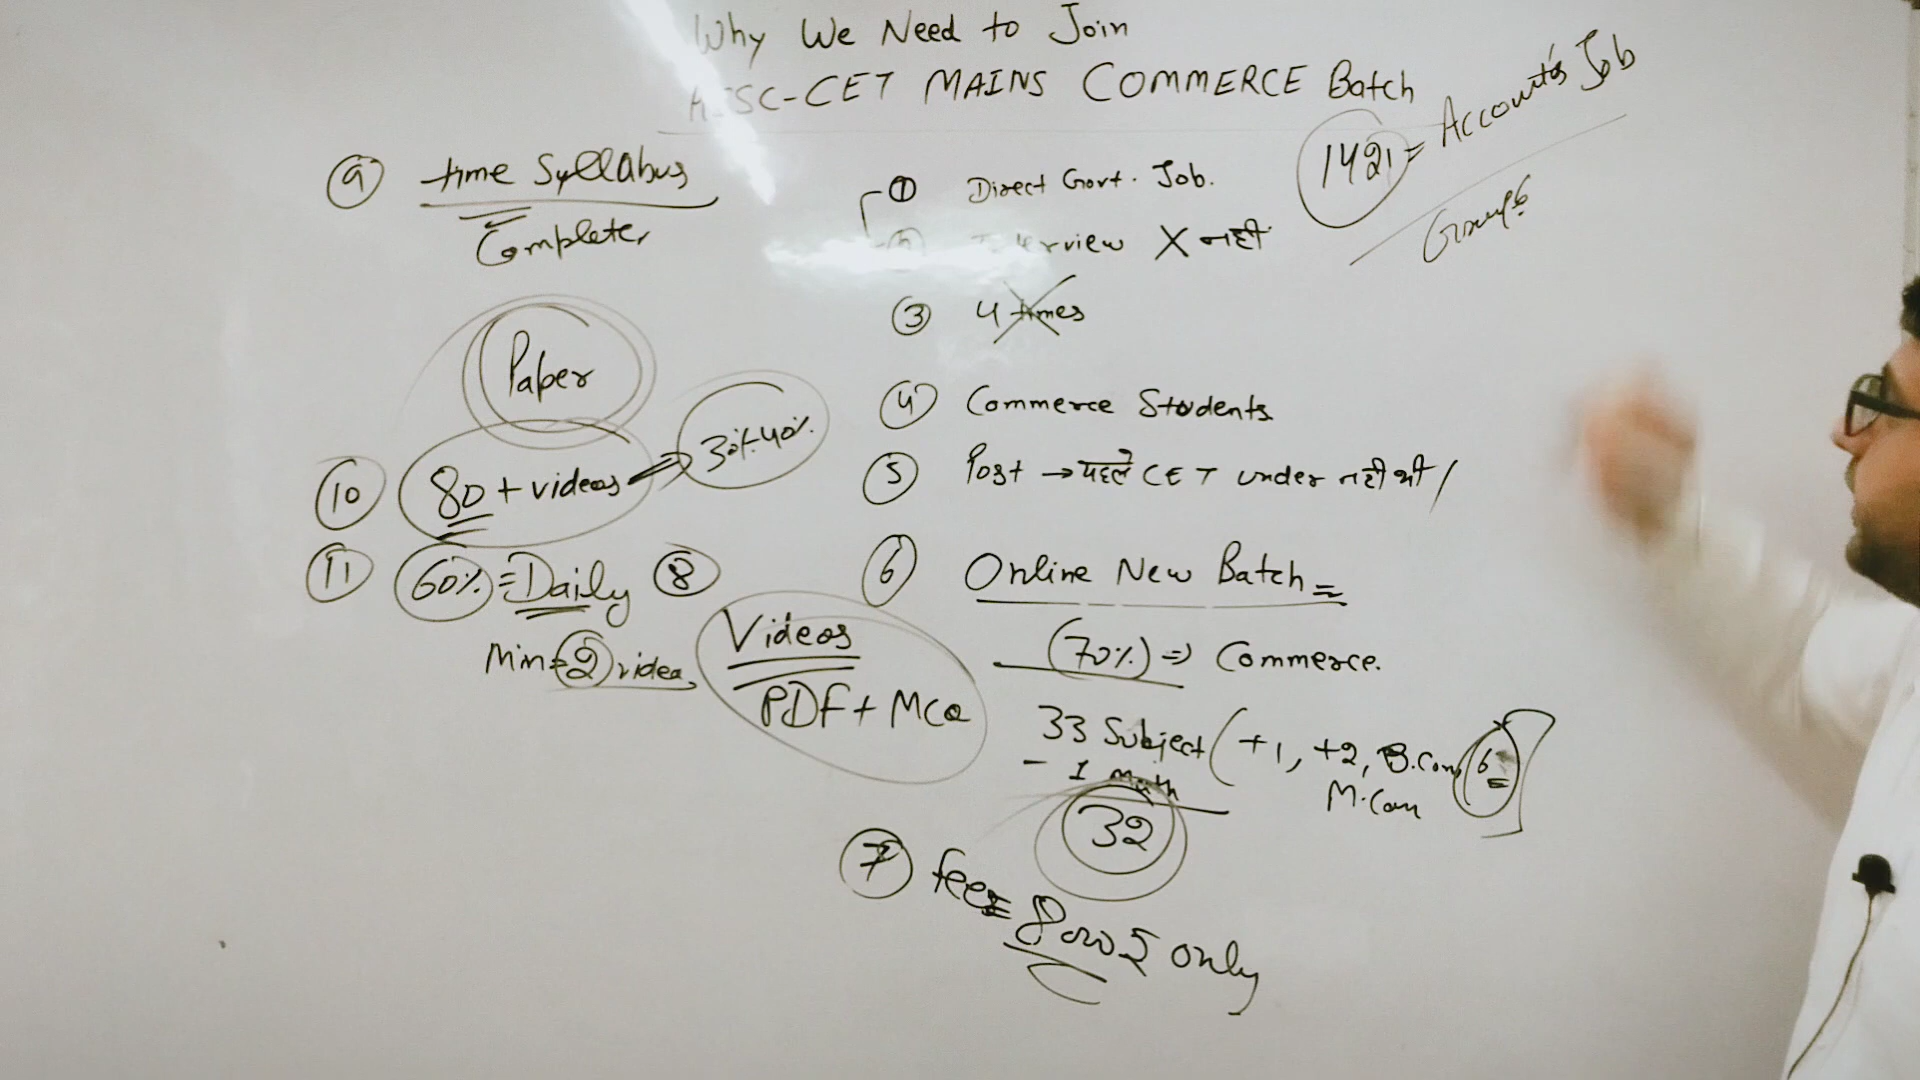 Why We Need to Join
SC-CET MAINS COMMERCE Batch
1421 = Accounts Job
Group6
① Direct Govt. Job.
view X नही
③ 4 times
④ Commerce Students
⑤ Post → पहले CET under नही थी /
⑥ Online New Batch =
(70%) => Commerce.
33 Subject ( +1, +2, B.Com, 6
M.Com
- 1 Math
32
⑦ fees = 8000 ₹ only
⑧
Videos
PDF + MCQ
⑨ time Syllabus
Complete
Paper
⑩ 80 + videos => 30%-40%
⑪ 60% = Daily
Min = 2 video